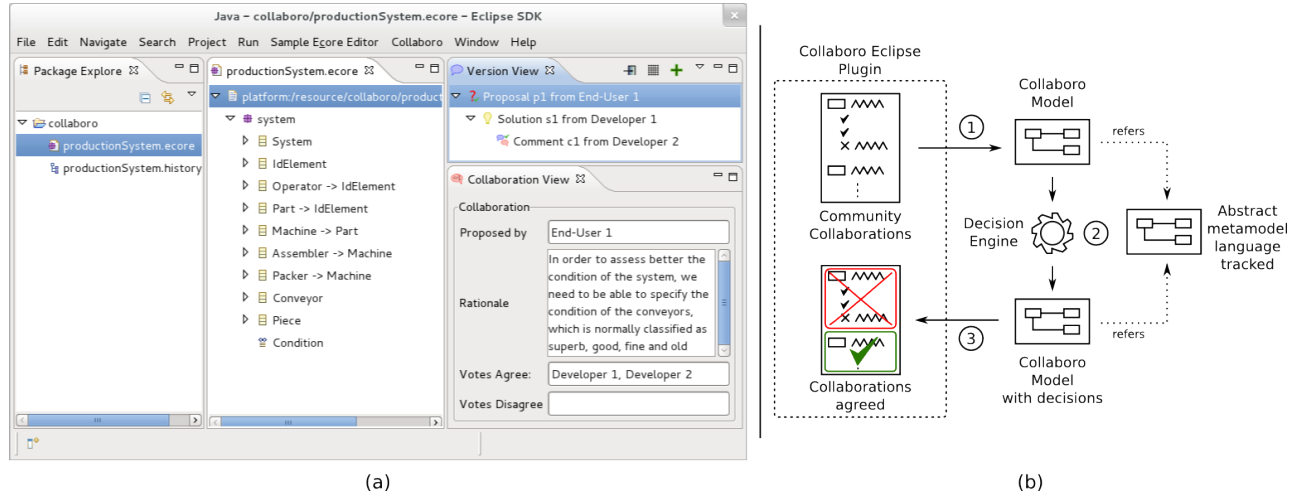 Java – collaboro/productionSystem.ecore – Eclipse SDK
File Edit Navigate Search Project Run Sample Ecore Editor Collaboro Window Help
Package Explore
collaboro
productionSystem.ecore
productionSystem.history
productionSystem.ecore
platform:/resource/collaboro/product
system
System
IdElement
Operator -> IdElement
Part -> IdElement
Machine -> Part
Assembler -> Machine
Packer -> Machine
Conveyor
Piece
Condition
Version View
Proposal p1 from End-User 1
Solution s1 from Developer 1
Comment c1 from Developer 2
Collaboration View
Collaboration
Proposed by End-User 1
Rationale
In order to assess better the
condition of the system, we
need to be able to specify the
condition of the conveyors,
which is normally classified as
superb, good, fine and old
Votes Agree: Developer 1, Developer 2
Votes Disagree
(a)
Collaboro Eclipse
Plugin
Community
Collaborations
1
Collaboro
Model
refers
Decision
Engine
2
Abstract
metamodel
language
tracked
3
refers
Collaborations
agreed
Collaboro
Model
with decisions
(b)